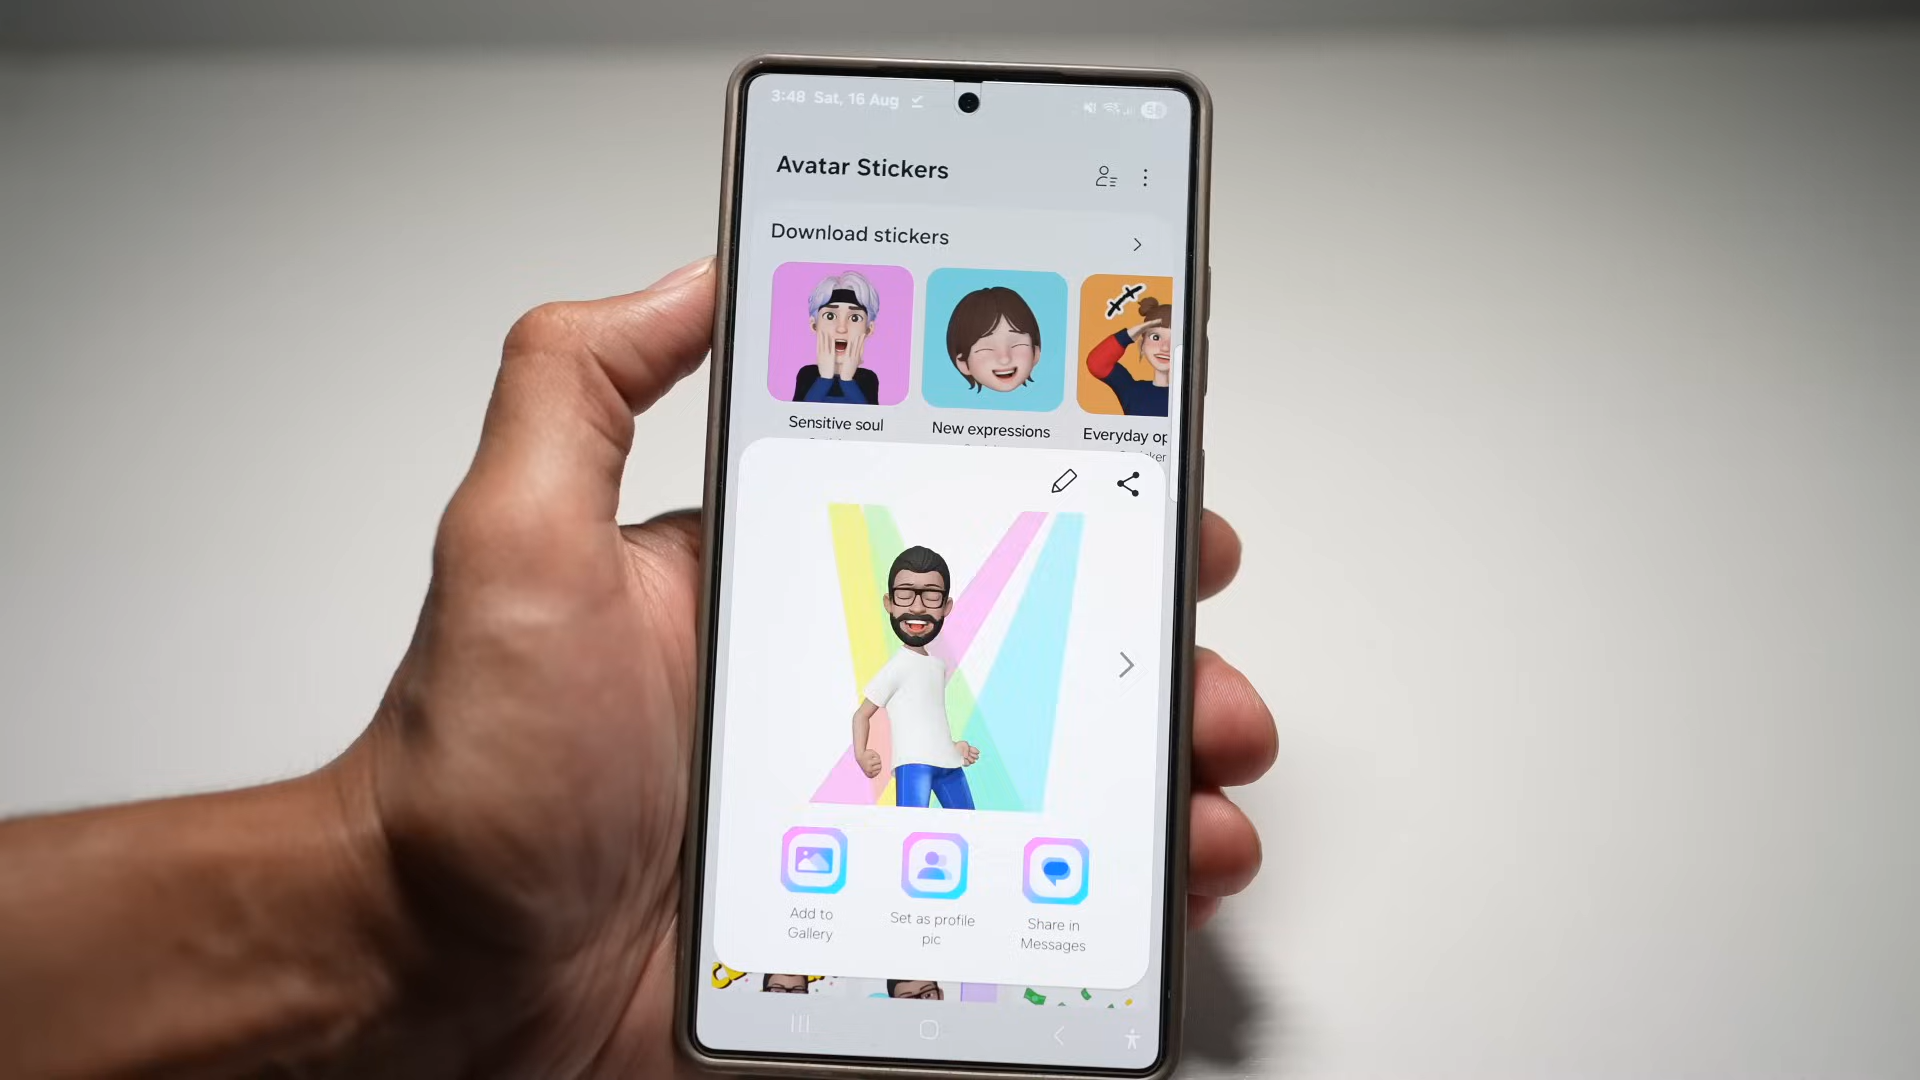 3:48 Sat, 16 Aug
Avatar Stickers
Download stickers
Sensitive soul
New expressions
Everyday op
Add to
Gallery
Set as profile
pic
Share in
Messages